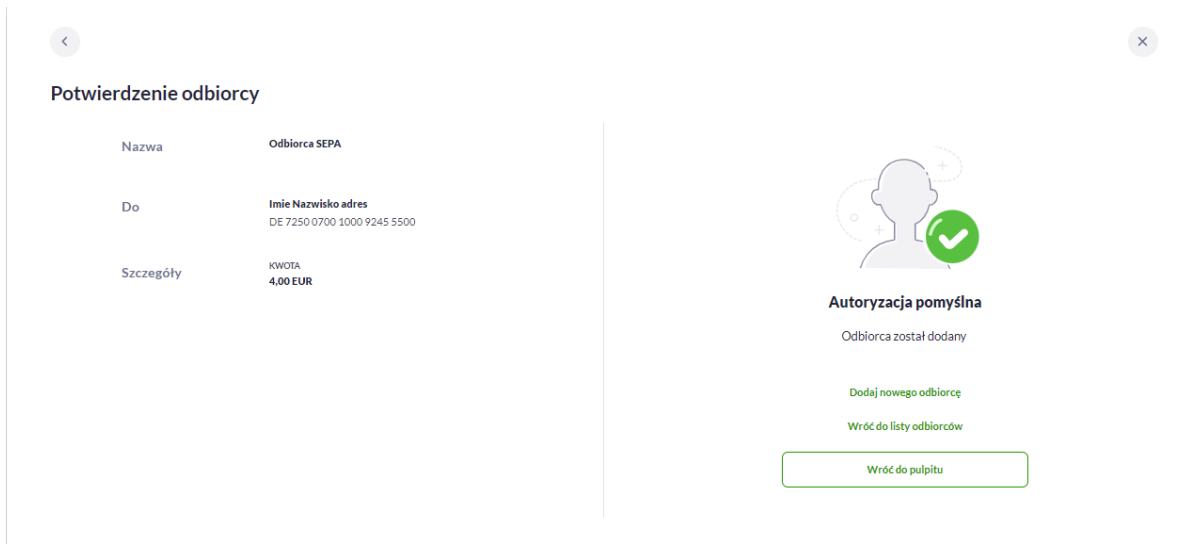 Potwierdzenie odbiorcy
Nazwa
Odbiorca SEPA
Do
Imie Nazwisko adres
DE 7250 0700 1000 9245 5500
Szczegóły
KWOTA
4,00 EUR
Autoryzacja pomyślna
Odbiorca został dodany
Dodaj nowego odbiorcę
Wróć do listy odbiorców
Wróć do pulpitu